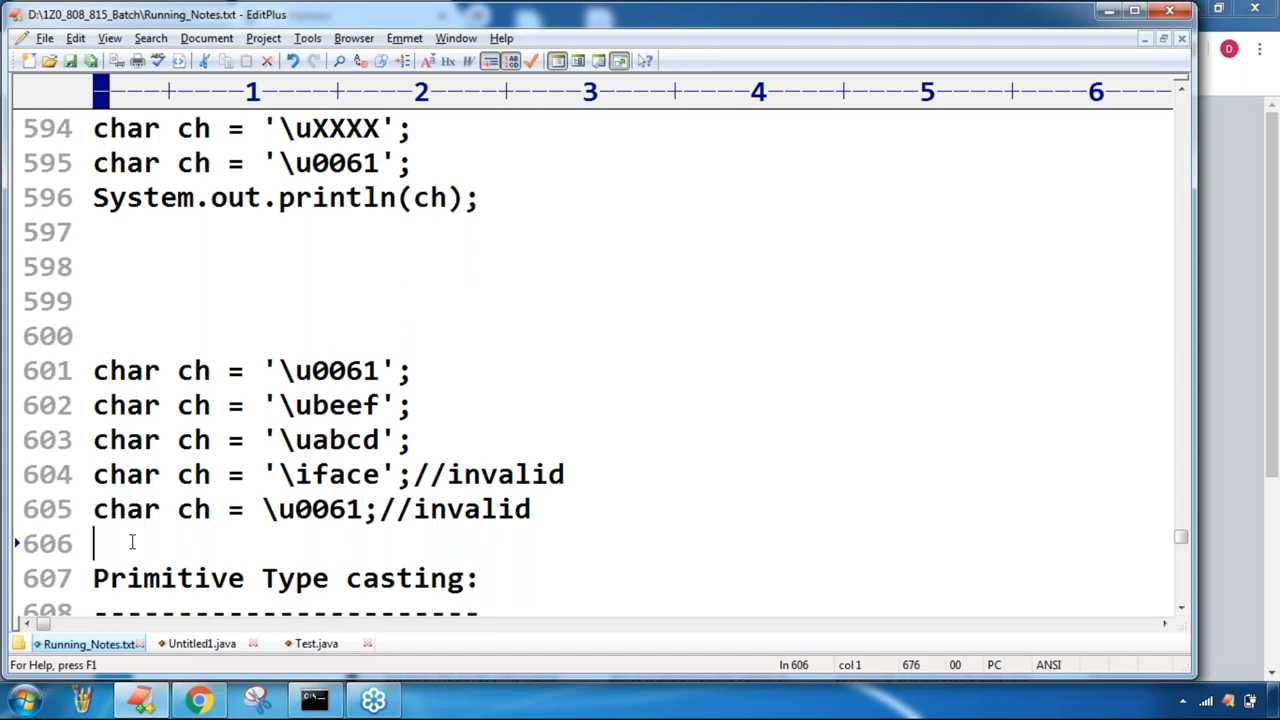 D:\1Z0_808_815_Batch\Running_Notes.txt - EditPlus
File Edit View Search Document Project Tools Browser Emmet Window Help
D
----+----1----+----2----+----3----+----4----+----5----+----6----
594 char ch = '\uXXXX';
595 char ch = '\u0061';
596 System.out.println(ch);
597
598
599
600
601 char ch = '\u0061';
602 char ch = '\ubeef';
603 char ch = '\uabcd';
604 char ch = '\iface';//invalid
605 char ch = \u0061;//invalid
606
607 Primitive Type casting:
608 -----------------------
Running_Notes.txt Untitled1.java Test.java
For Help, press F1 ln 606 col 1 676 00 PC ANSI